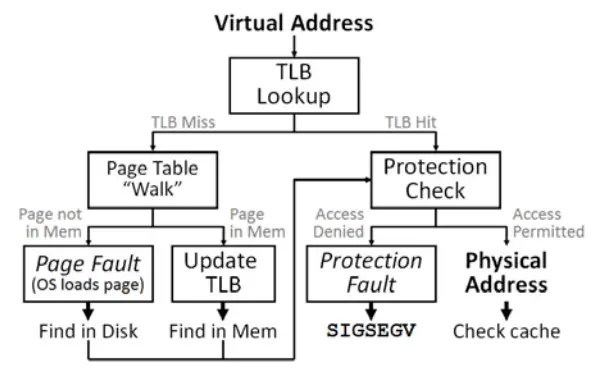 Virtual Address
TLB
Lookup
TLB Miss
TLB Hit
Page Table
“Walk”
Protection
Check
Page not
in Mem
Page
in Mem
Access
Denied
Access
Permitted
Page Fault
(OS loads page)
Update
TLB
Protection
Fault
Physical
Address
Find in Disk
Find in Mem
SIGSEGV
Check cache